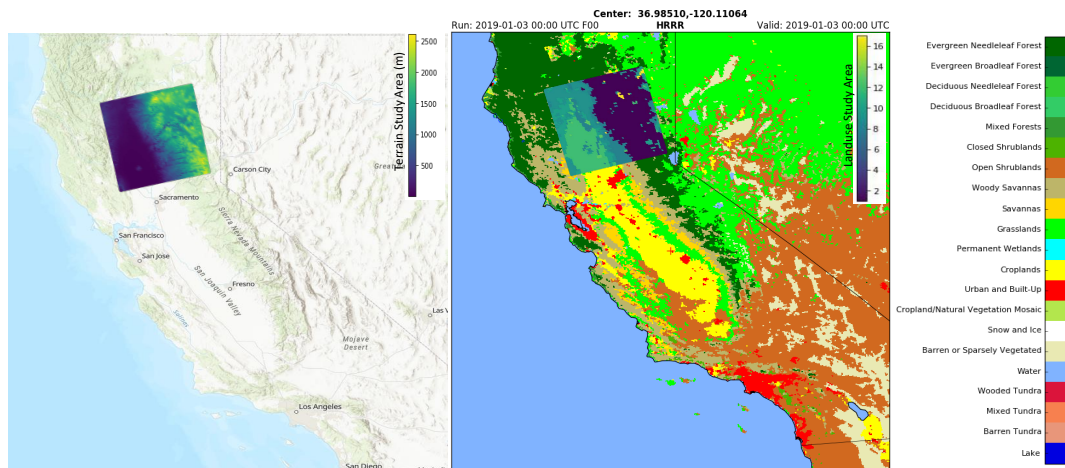 Center: 36.98510,-120.11064
Run: 2019-01-03 00:00 UTC F00
HRRR
Valid: 2019-01-03 00:00 UTC
Terrain Study Area (m)
2500
2000
1500
1000
500
Carson City
Great
Sacramento
San Francisco
San Jose
Sierra Nevada Mountains
Fresno
San Joaquin Valley
Salinas
Las V
Mojave
Desert
Los Angeles
San Diego
Mexicali
Landuse Study Area
16
14
12
10
8
6
4
2
Evergreen Needleleaf Forest
Evergreen Broadleaf Forest
Deciduous Needleleaf Forest
Deciduous Broadleaf Forest
Mixed Forests
Closed Shrublands
Open Shrublands
Woody Savannas
Savannas
Grasslands
Permanent Wetlands
Croplands
Urban and Built-Up
Cropland/Natural Vegetation Mosaic
Snow and Ice
Barren or Sparsely Vegetated
Water
Wooded Tundra
Mixed Tundra
Barren Tundra
Lake